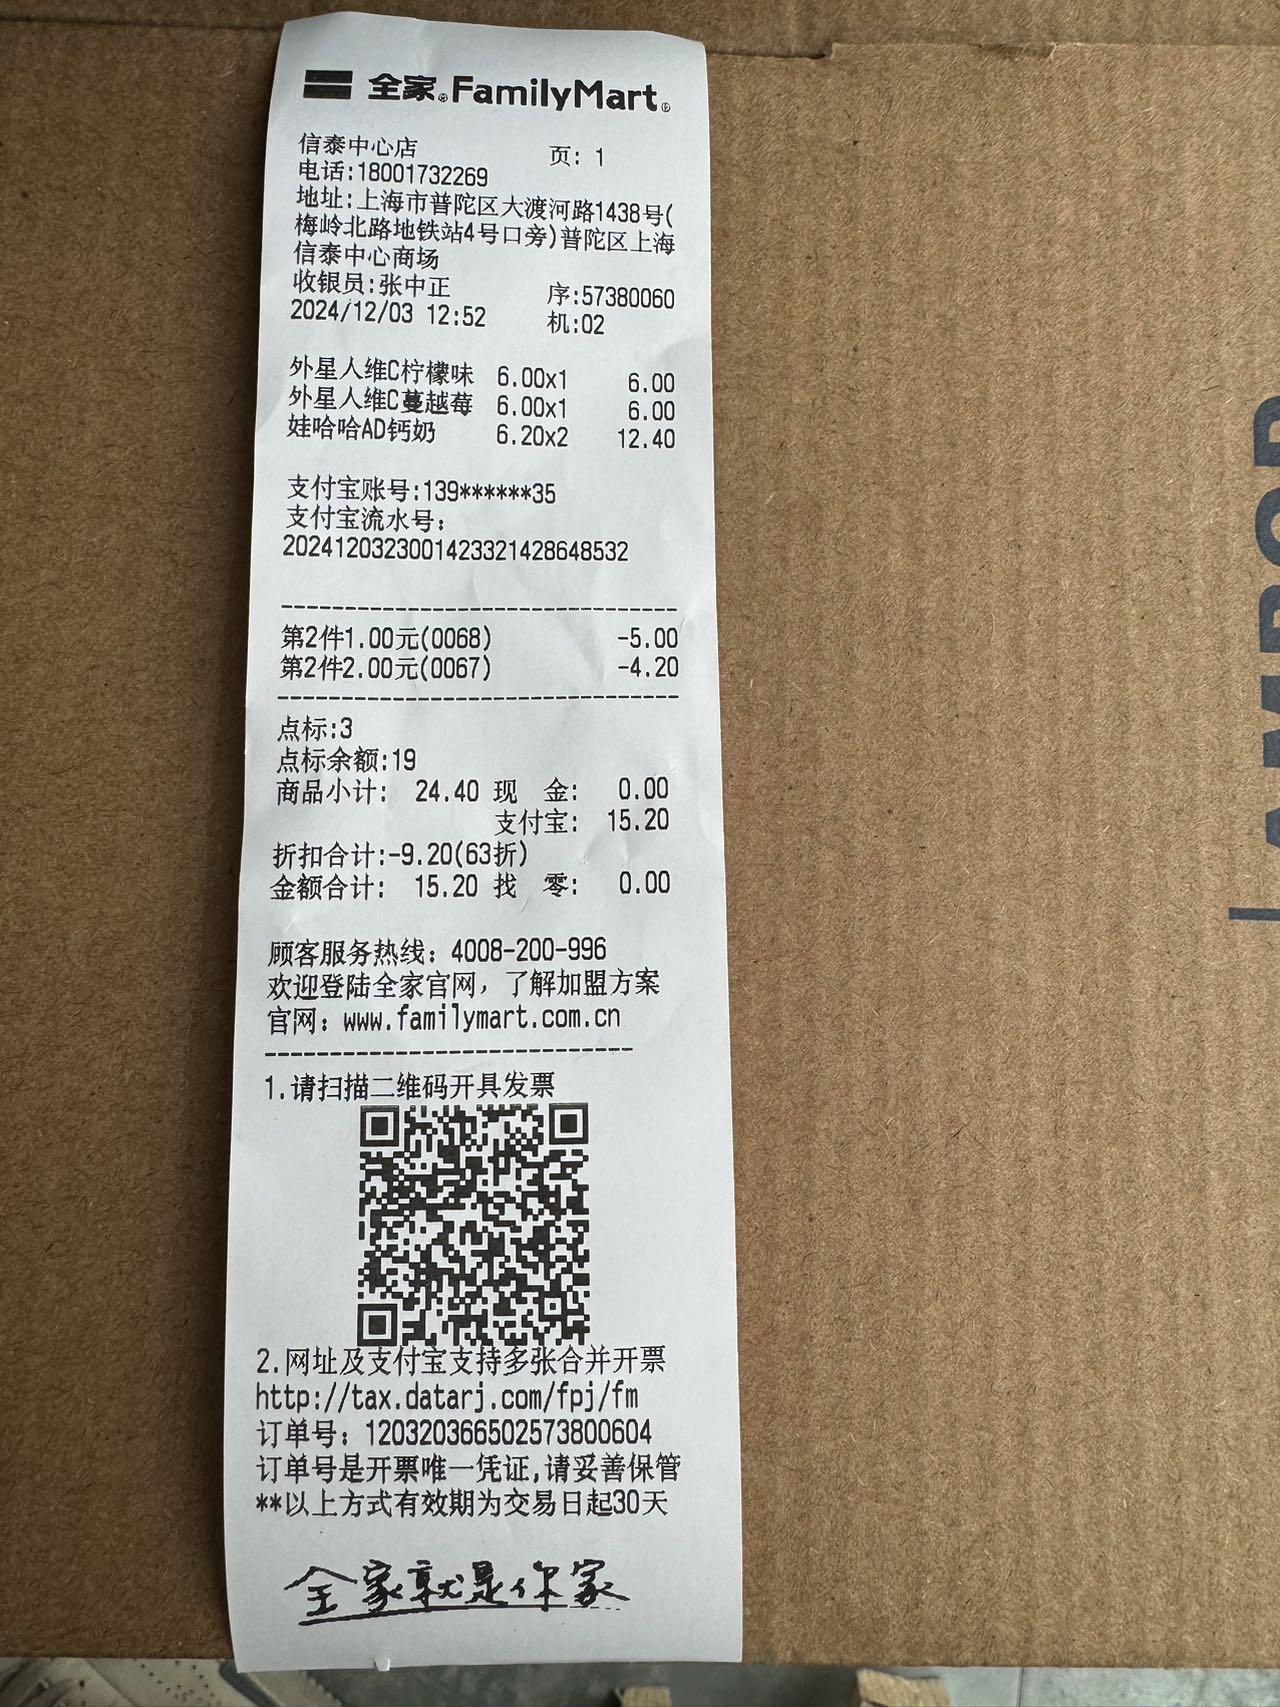 全家®FamilyMart®
信泰中心店 页: 1
电话:18001732269
地址:上海市普陀区大渡河路1438号(
梅岭北路地铁站4号口旁)普陀区上海
信泰中心商场
收银员:张中正 序:57380060
2024/12/03 12:52 机:02
外星人维C柠檬味 6.00x1 6.00
外星人维C蔓越莓 6.00x1 6.00
娃哈哈AD钙奶 6.20x2 12.40
支付宝账号:139******35
支付宝流水号:
2024120323001423321428648532
第2件1.00元(0068) -5.00
第2件2.00元(0067) -4.20
点标:3
点标余额:19
商品小计: 24.40 现 金: 0.00
支付宝: 15.20
折扣合计:-9.20(63折)
金额合计: 15.20 找 零: 0.00
顾客服务热线: 4008-200-996
欢迎登陆全家官网，了解加盟方案
官网: www.familymart.com.cn
1.请扫描二维码开具发票
2.网址及支付宝支持多张合并开票
http://tax.datarj.com/fpj/fm
订单号: 120320366502573800604
订单号是开票唯一凭证,请妥善保管
**以上方式有效期为交易日起30天
全家就是你家